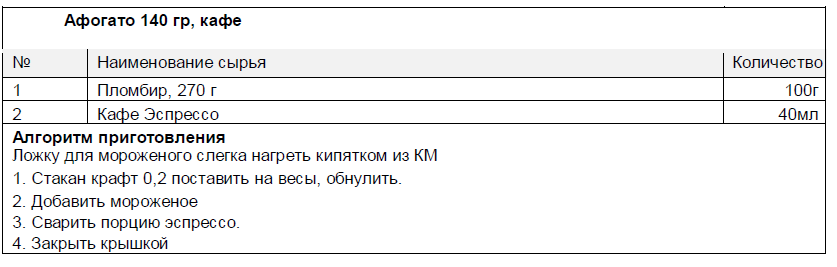 Афогато 140 гр, кафе
№ Наименование сырья Количество
1 Пломбир, 270 г 100г
2 Кафе Эспрессо 40мл
Алгоритм приготовления
Ложку для мороженого слегка нагреть кипятком из КМ
1. Стакан крафт 0,2 поставить на весы, обнулить.
2. Добавить мороженое
3. Сварить порцию эспрессо.
4. Закрыть крышкой